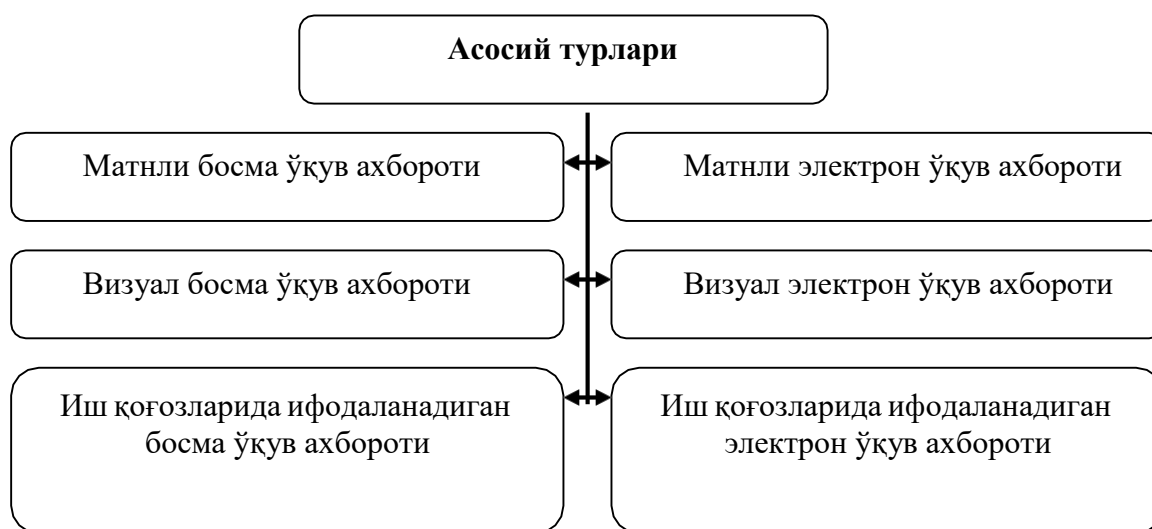 Асосий турлари
Матнли босма ўқув ахбороти
Матнли электрон ўқув ахбороти
Визуал босма ўқув ахбороти
Визуал электрон ўқув ахбороти
Иш қоғозларида ифодаланадиган
босма ўқув ахбороти
Иш қоғозларида ифодаланадиган
электрон ўқув ахбороти